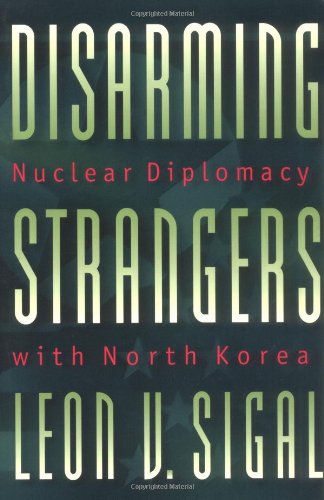 DISARMING
Nuclear Diplomacy
STRANGERS
with North Korea
LEON V. SIGAL